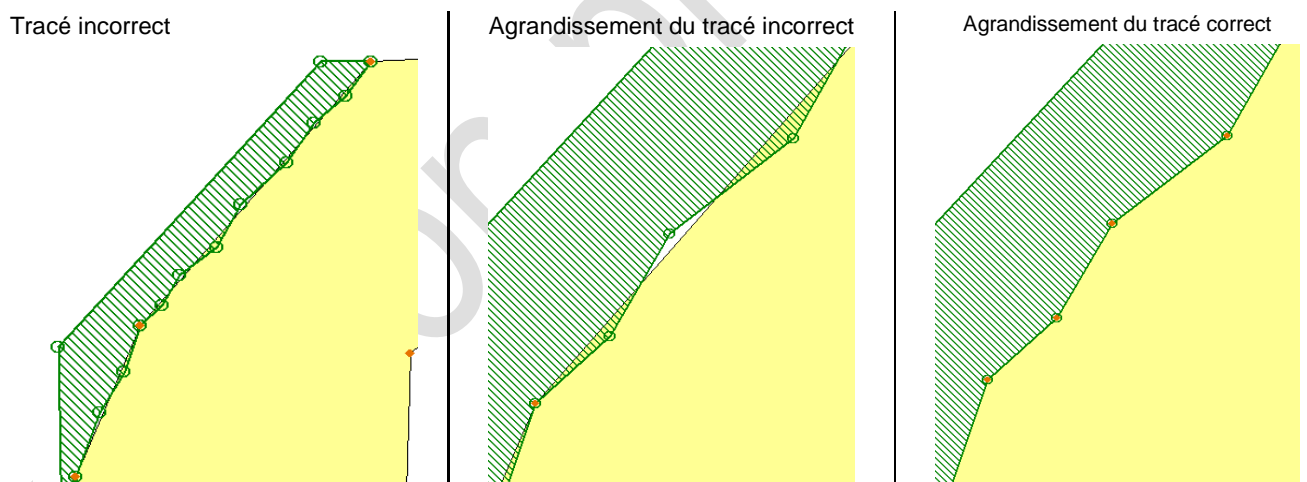 Tracé incorrect
Agrandissement du tracé incorrect
Agrandissement du tracé correct